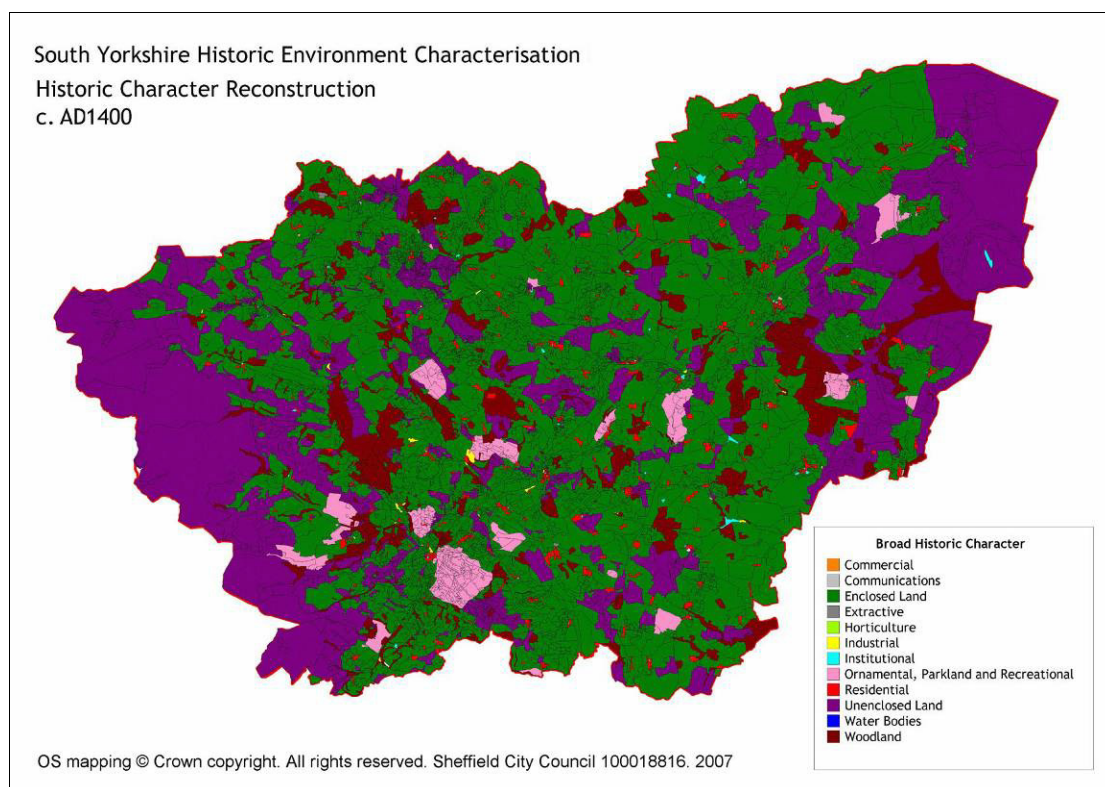 South Yorkshire Historic Environment Characterisation
Historic Character Reconstruction
c. AD1400
Broad Historic Character
Commercial
Communications
Enclosed Land
Extractive
Horticulture
Industrial
Institutional
Ornamental, Parkland and Recreational
Residential
Unenclosed Land
Water Bodies
Woodland
OS mapping © Crown copyright. All rights reserved. Sheffield City Council 100018816. 2007